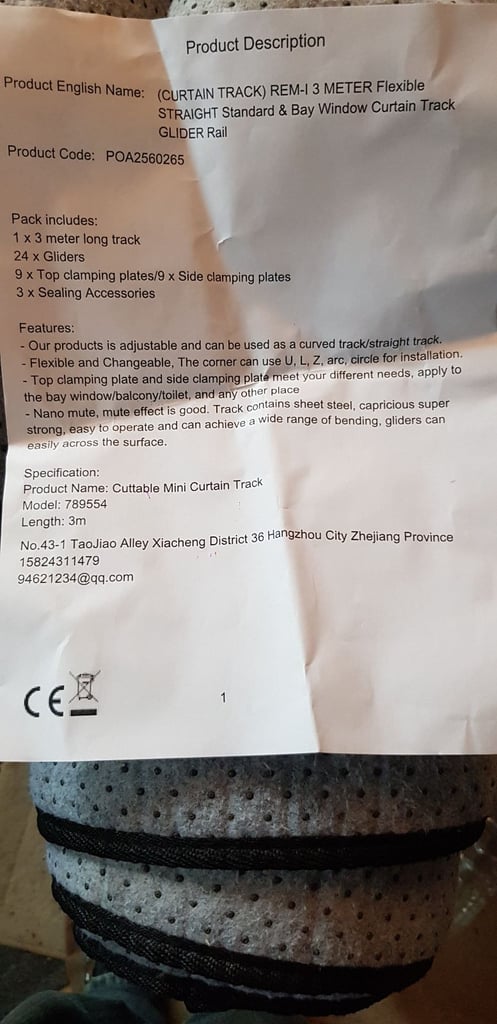 Product Description
Product English Name: (CURTAIN TRACK) REM-I 3 METER Flexible
STRAIGHT Standard & Bay Window Curtain Track
GLIDER Rail
Product Code: POA2560265
Pack includes:
1 x 3 meter long track
24 x Gliders
9 x Top clamping plates/9 x Side clamping plates
3 x Sealing Accessories
Features:
- Our products is adjustable and can be used as a curved track/straight track.
- Flexible and Changeable, The corner can use U, L, Z, arc, circle for installation.
- Top clamping plate and side clamping plate meet your different needs, apply to
the bay window/balcony/toilet, and any other place
- Nano mute, mute effect is good. Track contains sheet steel, capricious super
strong, easy to operate and can achieve a wide range of bending, gliders can
easily across the surface.
Specification:
Product Name: Cuttable Mini Curtain Track
Model: 789554
Length: 3m
No.43-1 TaoJiao Alley Xiacheng District 36 Hangzhou City Zhejiang Province
15824311479
94621234@qq.com
CE
1